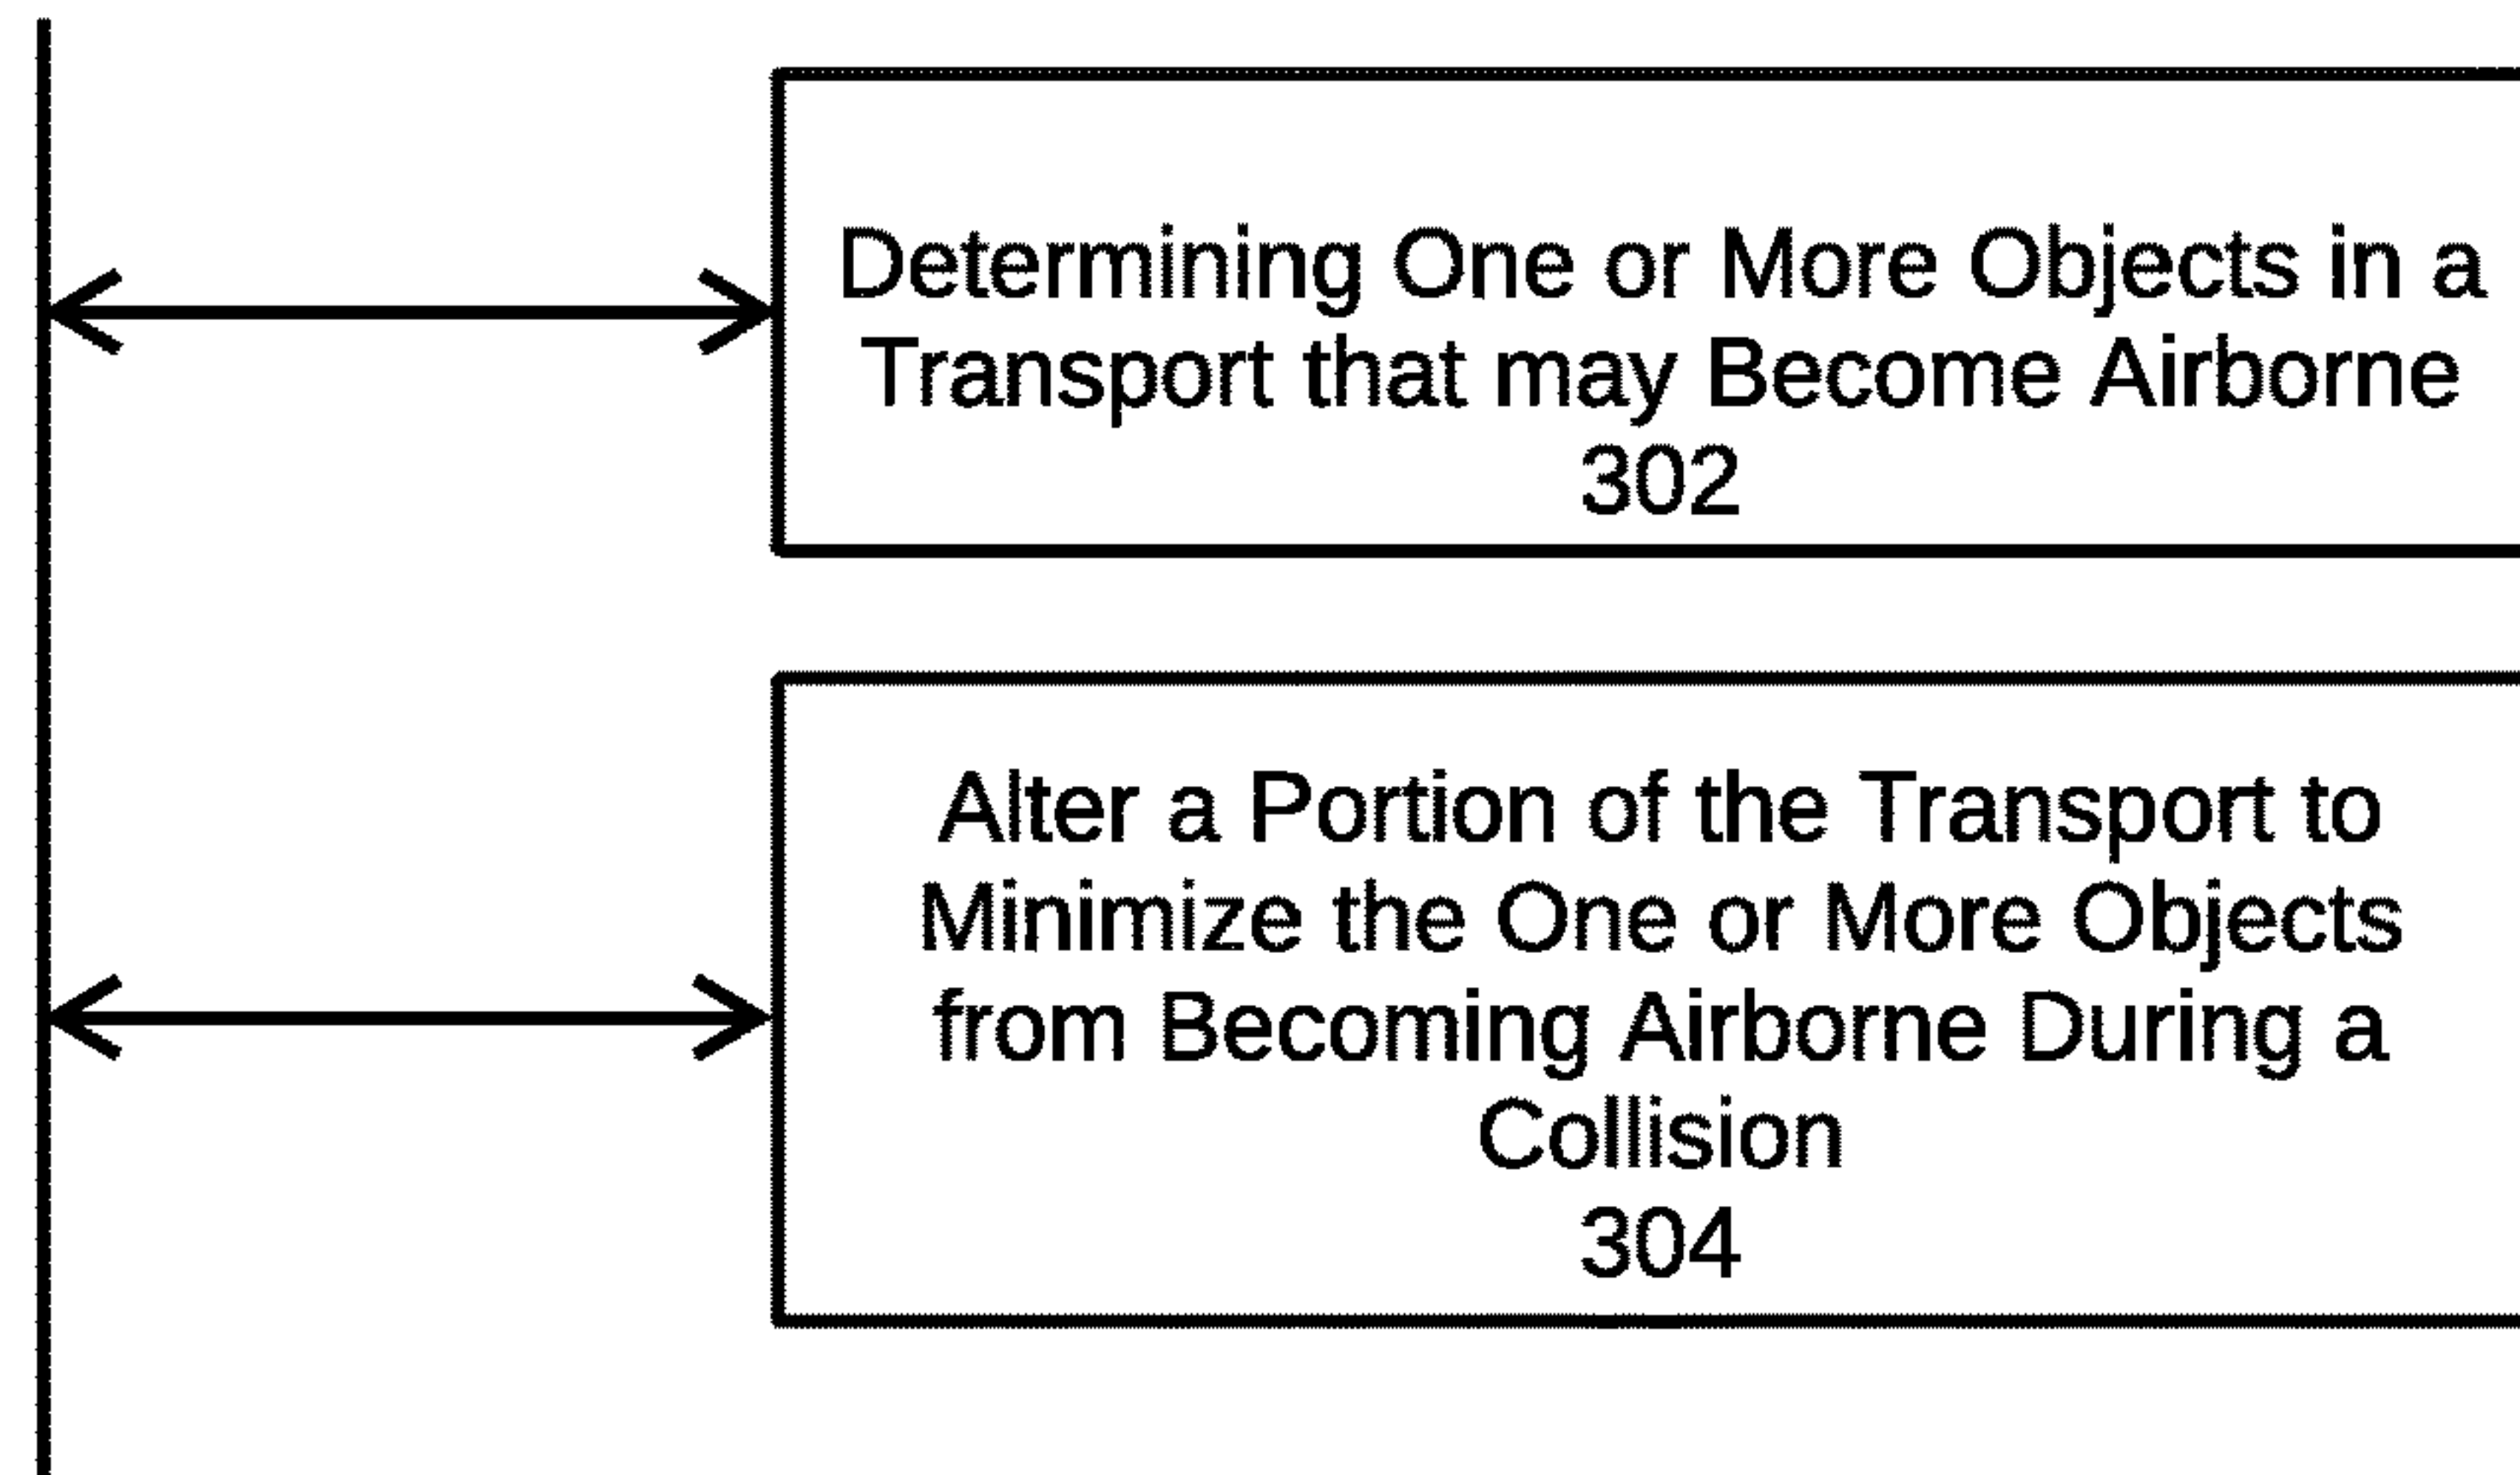 Determining One or More Objects in a
Transport that may Become Airborne
302
Alter a Portion of the Transport to
Minimize the One or More Objects
from Becoming Airborne During a
Collision
304